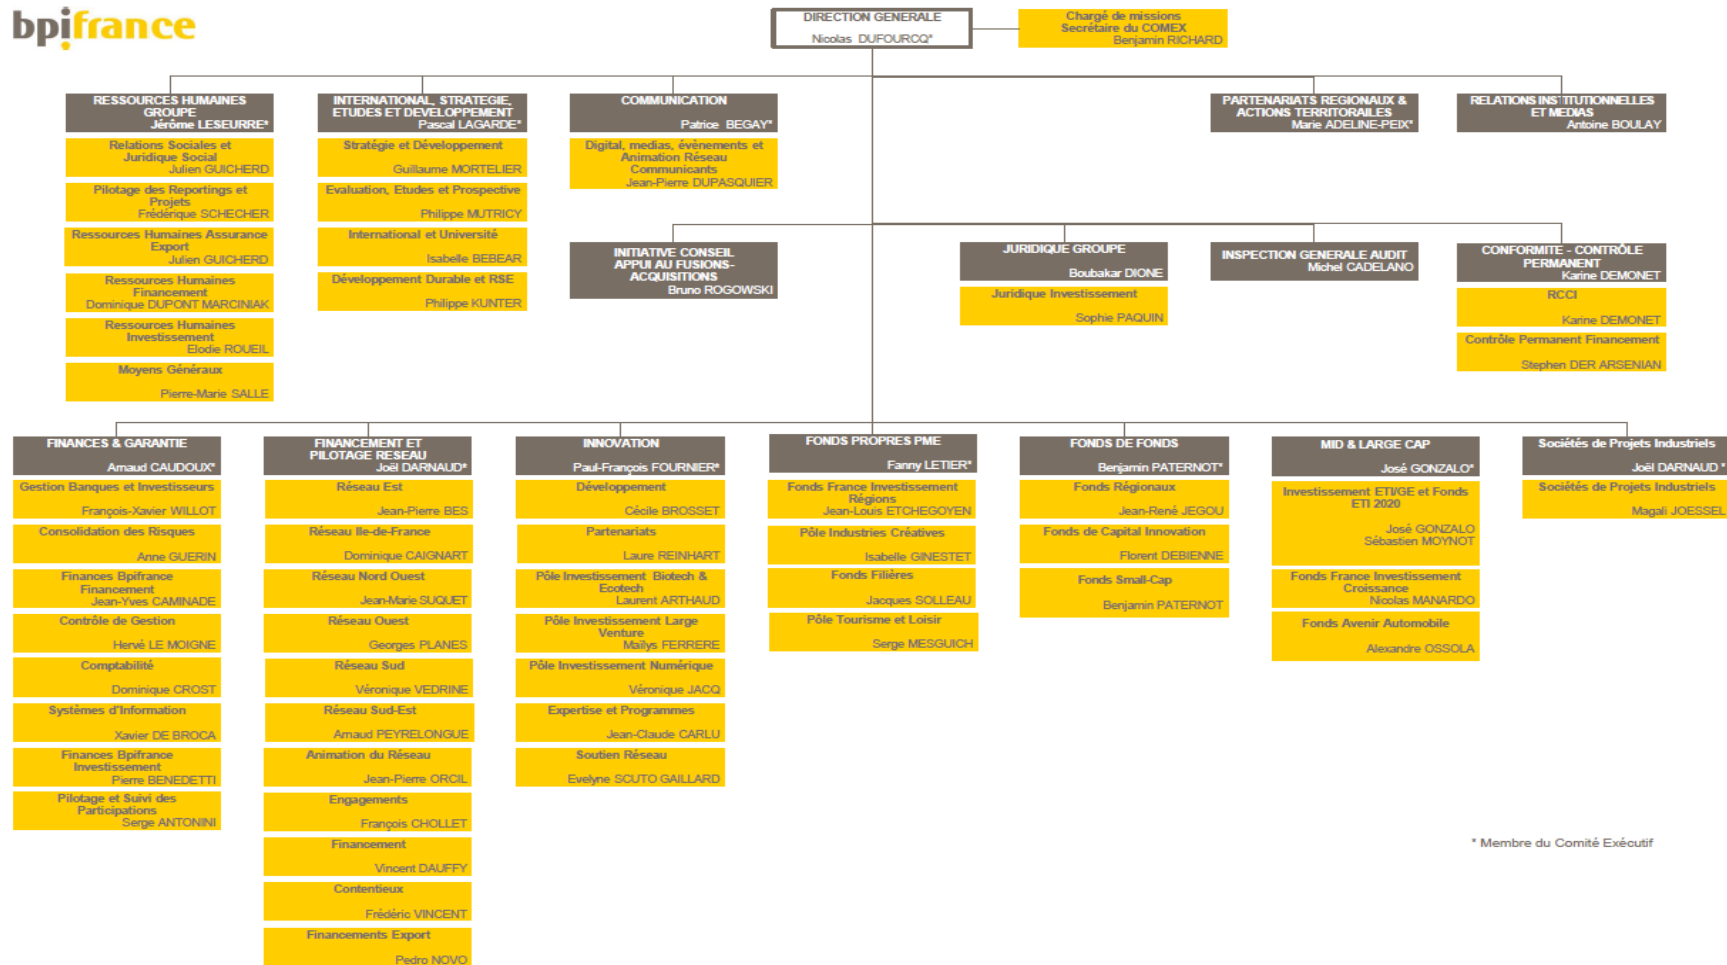 bpifrance
DIRECTION GENERALE
Nicolas DUFOURCQ*
Chargé de missions
Secrétaire du COMEX
Benjamin RICHARD
RESSOURCES HUMAINES
GROUPE
Jérôme LESEURRE*
Relations Sociales et
Juridique Social
Julien GUICHERD
Pilotage des Reportings et
Projets
Frédérique SCHECHER
Ressources Humaines Assurance
Export
Julien GUICHERD
Ressources Humaines
Financement
Dominique DUPONT MARCINIAK
Ressources Humaines
Investissement
Elodie ROUEIL
Moyens Généraux
Pierre-Marie SALLE
INTERNATIONAL, STRATEGIE,
ETUDES ET DEVELOPPEMENT
Pascal LAGARDE*
Stratégie et Développement
Guillaume MORTELIER
Evaluation, Etudes et Prospective
Philippe MUTRICY
International et Université
Isabelle BEBEAR
Développement Durable et RSE
Philippe KUNTER
COMMUNICATION
Patrice BEGAY*
Digital, medias, évènements et
Animation Réseau
Communicants
Jean-Pierre DUPASQUIER
PARTENARIATS REGIONAUX &
ACTIONS TERRITORAILES
Marie ADELINE-PEIX*
RELATIONS INSTITUTIONNELLES
ET MEDIAS
Antoine BOULAY
INITIATIVE CONSEIL
APPUI AU FUSIONS-
ACQUISITIONS
Bruno ROGOWSKI
JURIDIQUE GROUPE
Boubakar DIONE
Juridique Investissement
Sophie PAQUIN
INSPECTION GENERALE AUDIT
Michel CADELANO
CONFORMITE - CONTRÔLE
PERMANENT
Karine DEMONET
RCCI
Karine DEMONET
Contrôle Permanent Financement
Stephen DER ARSENIAN
FINANCES & GARANTIE
Arnaud CAUDOUX*
Gestion Banques et Investisseurs
François-Xavier WILLOT
Consolidation des Risques
Anne GUERIN
Finances Bpifrance
Financement
Jean-Yves CAMINADE
Contrôle de Gestion
Hervé LE MOIGNE
Comptabilité
Dominique CROST
Systèmes d'Information
Xavier DE BROCA
Finances Bpifrance
Investissement
Pierre BENEDETTI
Pilotage et Suivi des
Participations
Serge ANTONINI
FINANCEMENT ET
PILOTAGE RESEAU
Joël DARNAUD*
Réseau Est
Jean-Pierre BES
Réseau Ile-de-France
Dominique CAIGNART
Réseau Nord Ouest
Jean-Marie SUQUET
Réseau Ouest
Georges PLANES
Réseau Sud
Véronique VEDRINE
Réseau Sud-Est
Arnaud PEYRELONGUE
Animation du Réseau
Jean-Pierre ORCIL
Engagements
François CHOLLET
Financement
Vincent DAUFFY
Contentieux
Frédéric VINCENT
Financements Export
Pedro NOVO
INNOVATION
Paul-François FOURNIER*
Développement
Cécile BROSSET
Partenariats
Laure REINHART
Pôle Investissement Biotech &
Ecotech
Laurent ARTHAUD
Pôle Investissement Large
Venture
Maïlys FERRERE
Pôle Investissement Numérique
Véronique JACQ
Expertise et Programmes
Jean-Claude CARLU
Soutien Réseau
Evelyne SCUTO GAILLARD
FONDS PROPRES PME
Fanny LETIER*
Fonds France Investissement
Régions
Jean-Louis ETCHEGOYEN
Pôle Industries Créatives
Isabelle GINESTET
Fonds Filières
Jacques SOLLEAU
Pôle Tourisme et Loisir
Serge MESGUICH
FONDS DE FONDS
Benjamin PATERNOT*
Fonds Régionaux
Jean-René JEGOU
Fonds de Capital Innovation
Florent DEBIENNE
Fonds Small-Cap
Benjamin PATERNOT
MID & LARGE CAP
José GONZALO*
Investissement ETI/GE et Fonds
ETI 2020
José GONZALO
Sébastien MOYNOT
Fonds France Investissement
Croissance
Nicolas MANARDO
Fonds Avenir Automobile
Alexandre OSSOLA
Sociétés de Projets Industriels
Joël DARNAUD *
Sociétés de Projets Industriels
Magali JOESSEL
* Membre du Comité Exécutif